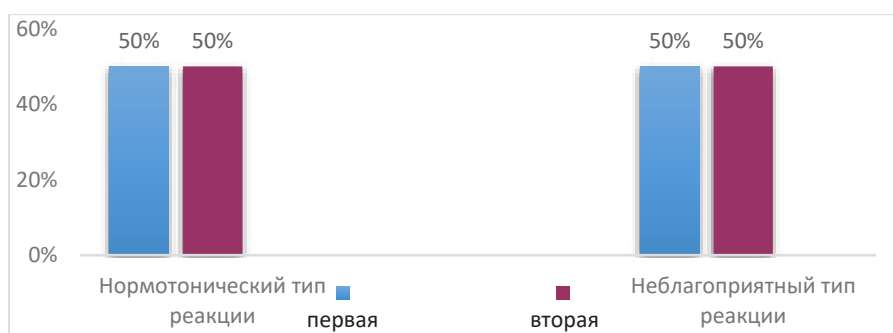 60%
50% 50% 50% 50%
40%
20%
0%
Нормотонический тип реакции
Неблагоприятный тип реакции
первая
вторая